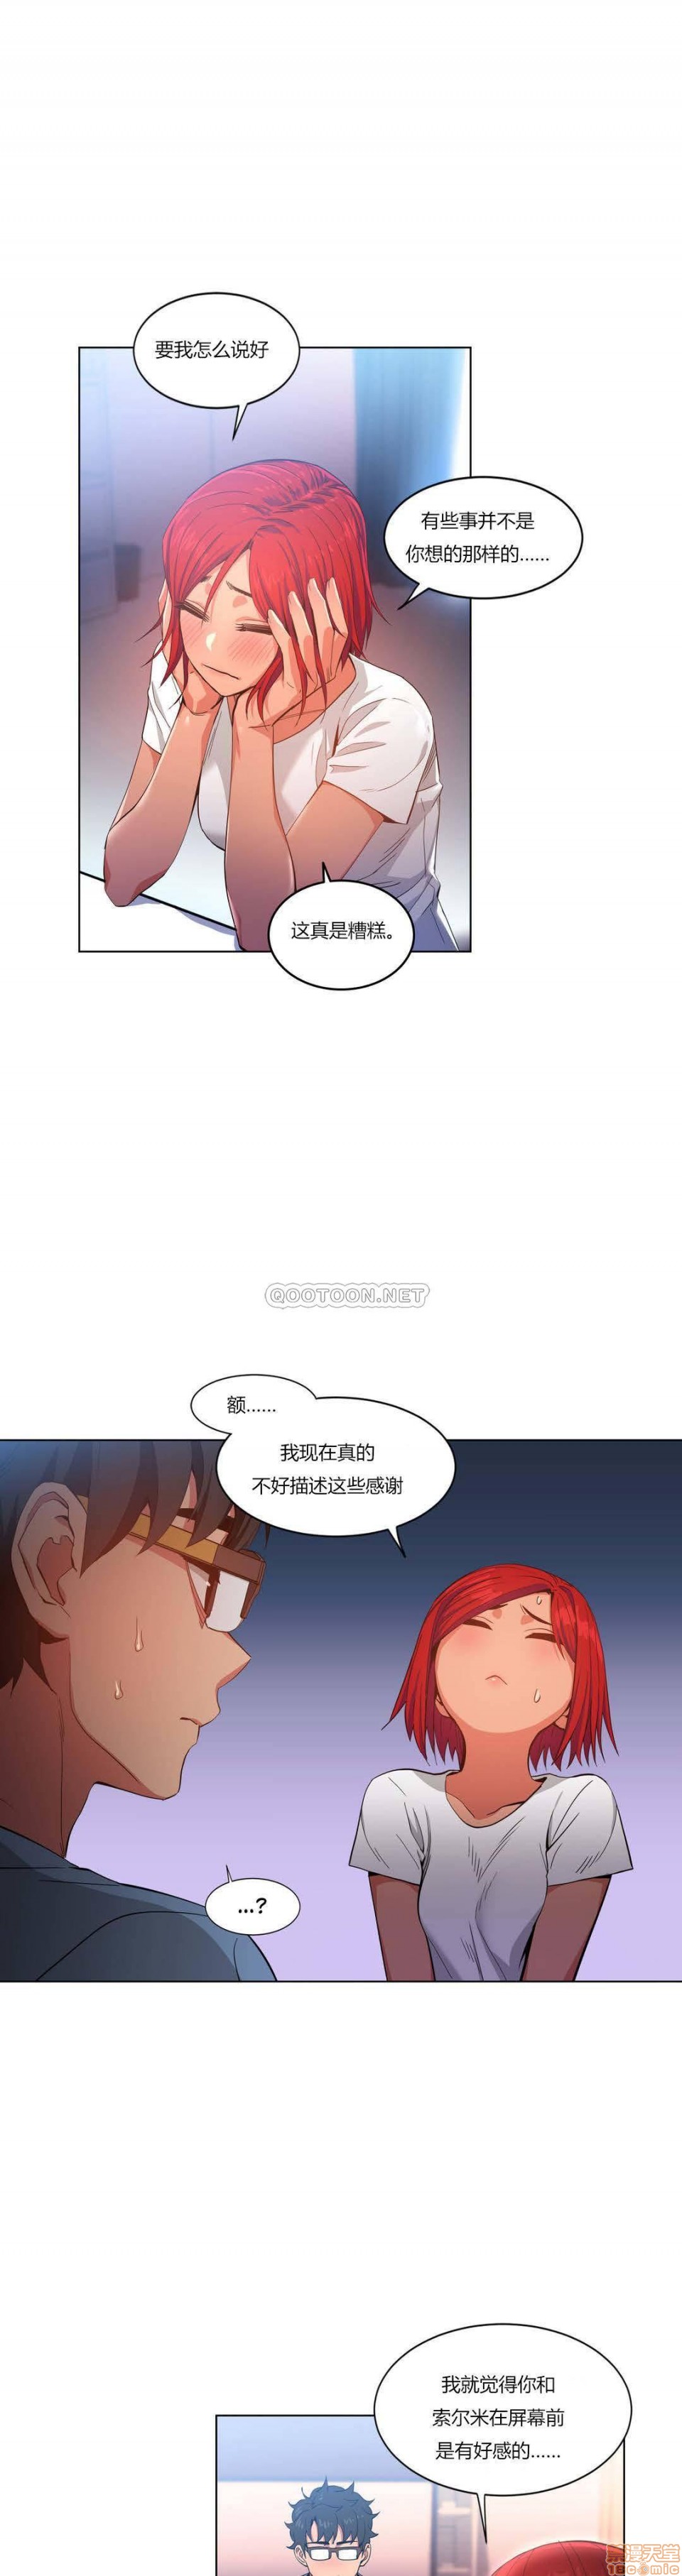 要我怎么说好
有些事并不是
你想的那样的......
这真是糟糕。
QOOTOON.NET
额......
我现在真的
不好描述这些感谢
...?
我就觉得你和
索尔米在屏幕前
是有好感的......
漫天堂